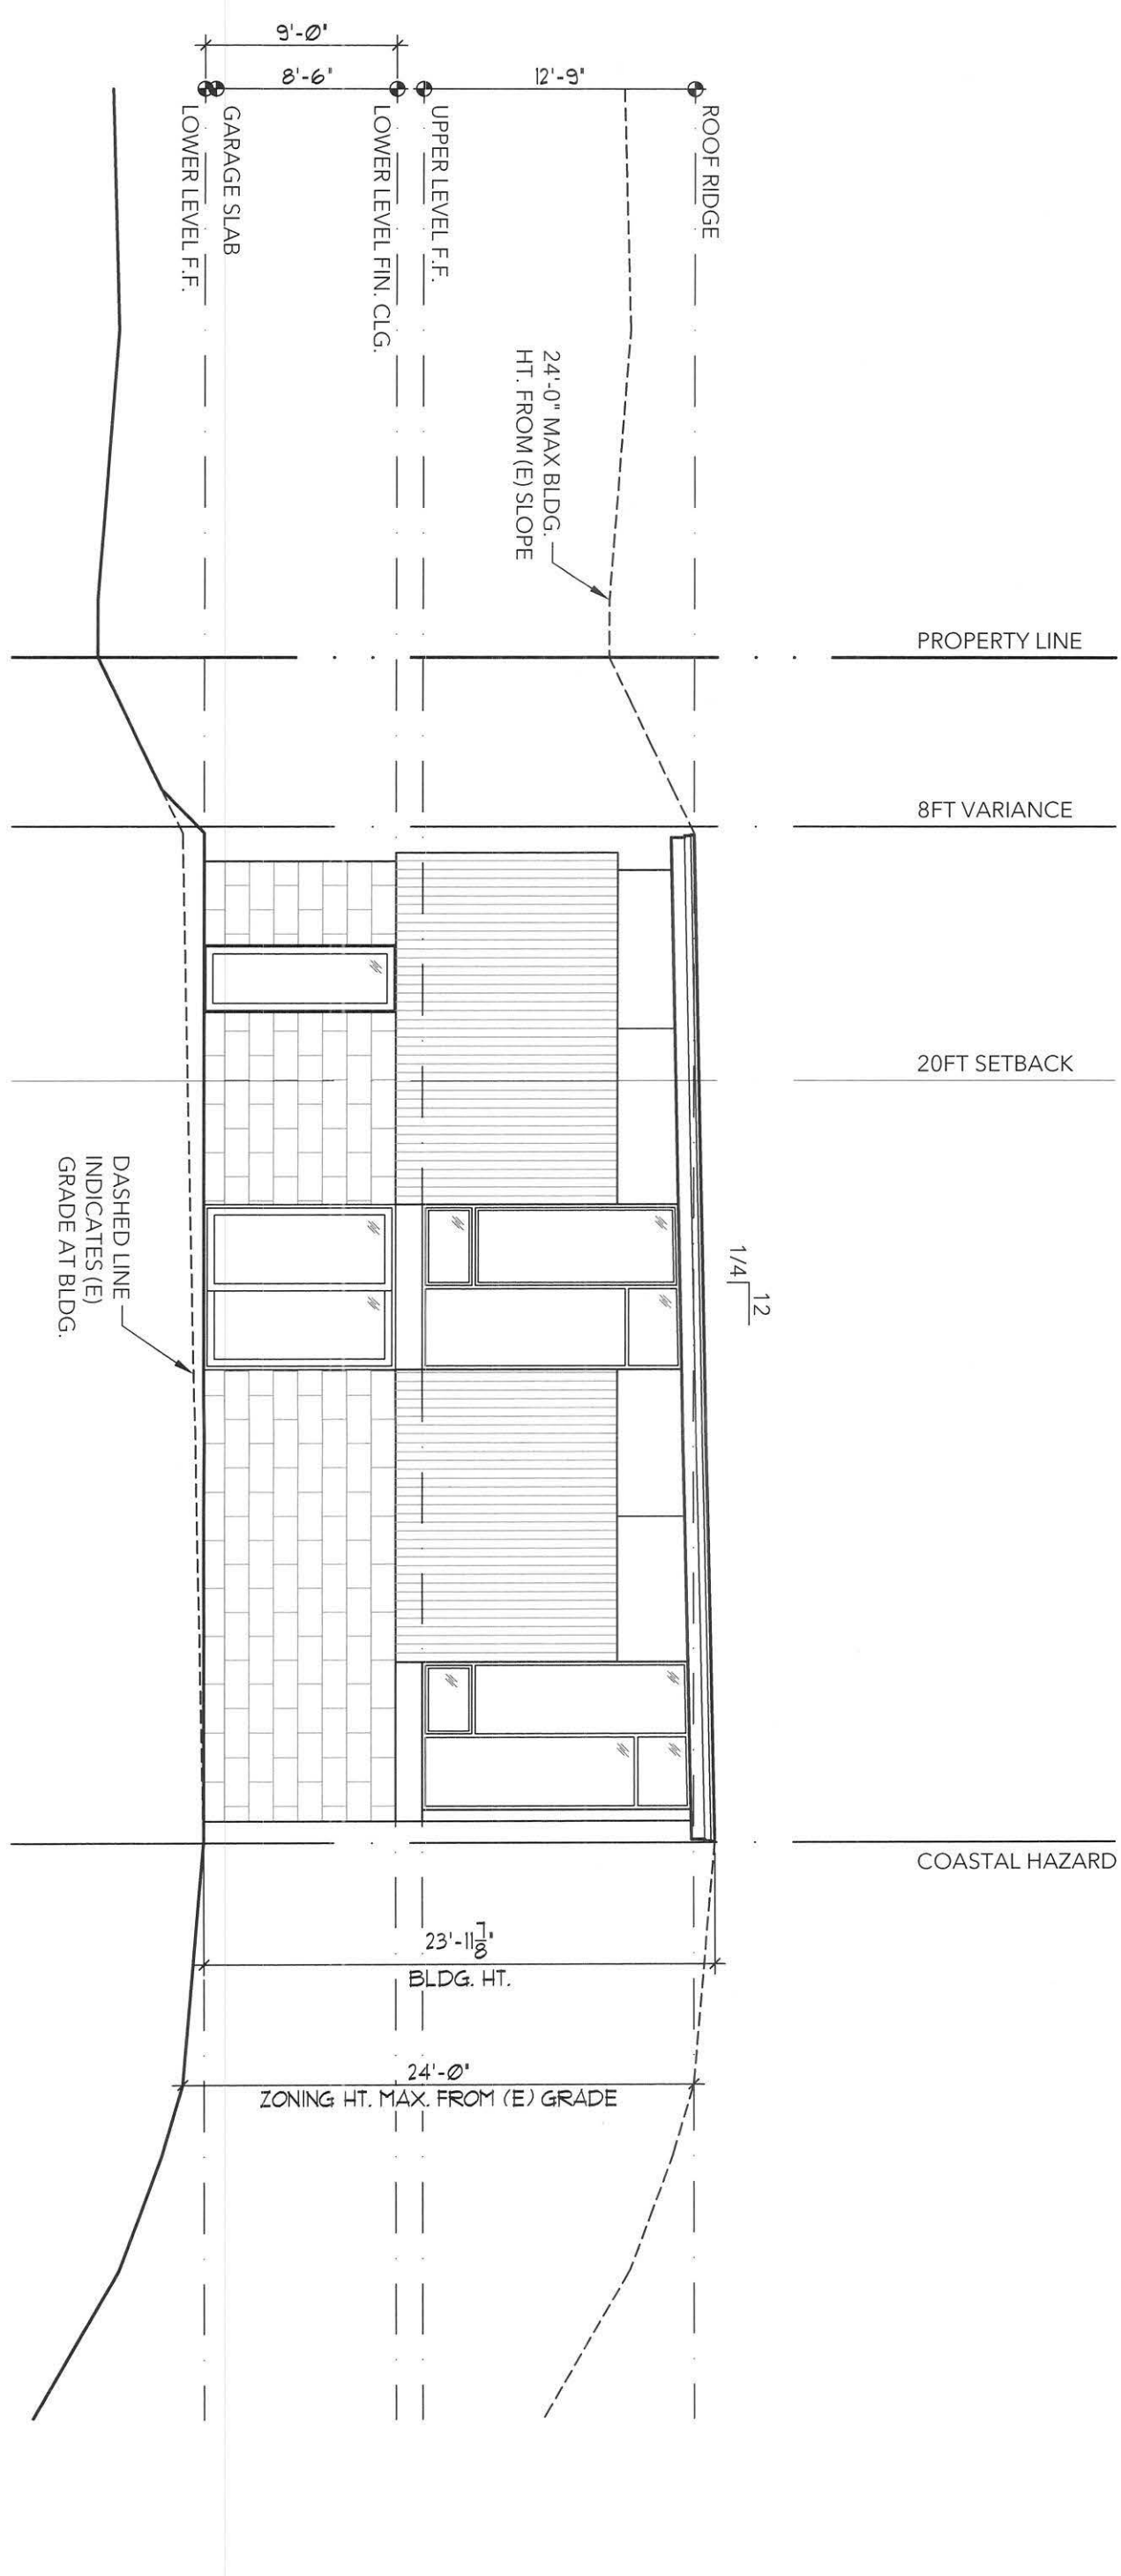 9'-0"
8'-6"
12'-9"
ROOF RIDGE
UPPER LEVEL F.F.
LOWER LEVEL FIN. CLG.
GARAGE SLAB
LOWER LEVEL F.F.
24'-0" MAX BLDG.
HT. FROM (E) SLOPE
PROPERTY LINE
8FT VARIANCE
20FT SETBACK
DASHED LINE
INDICATES (E)
GRADE AT BLDG.
1/4
12
COASTAL HAZARD
23'-11 7/8"
BLDG. HT.
24'-0"
ZONING HT. MAX. FROM (E) GRADE